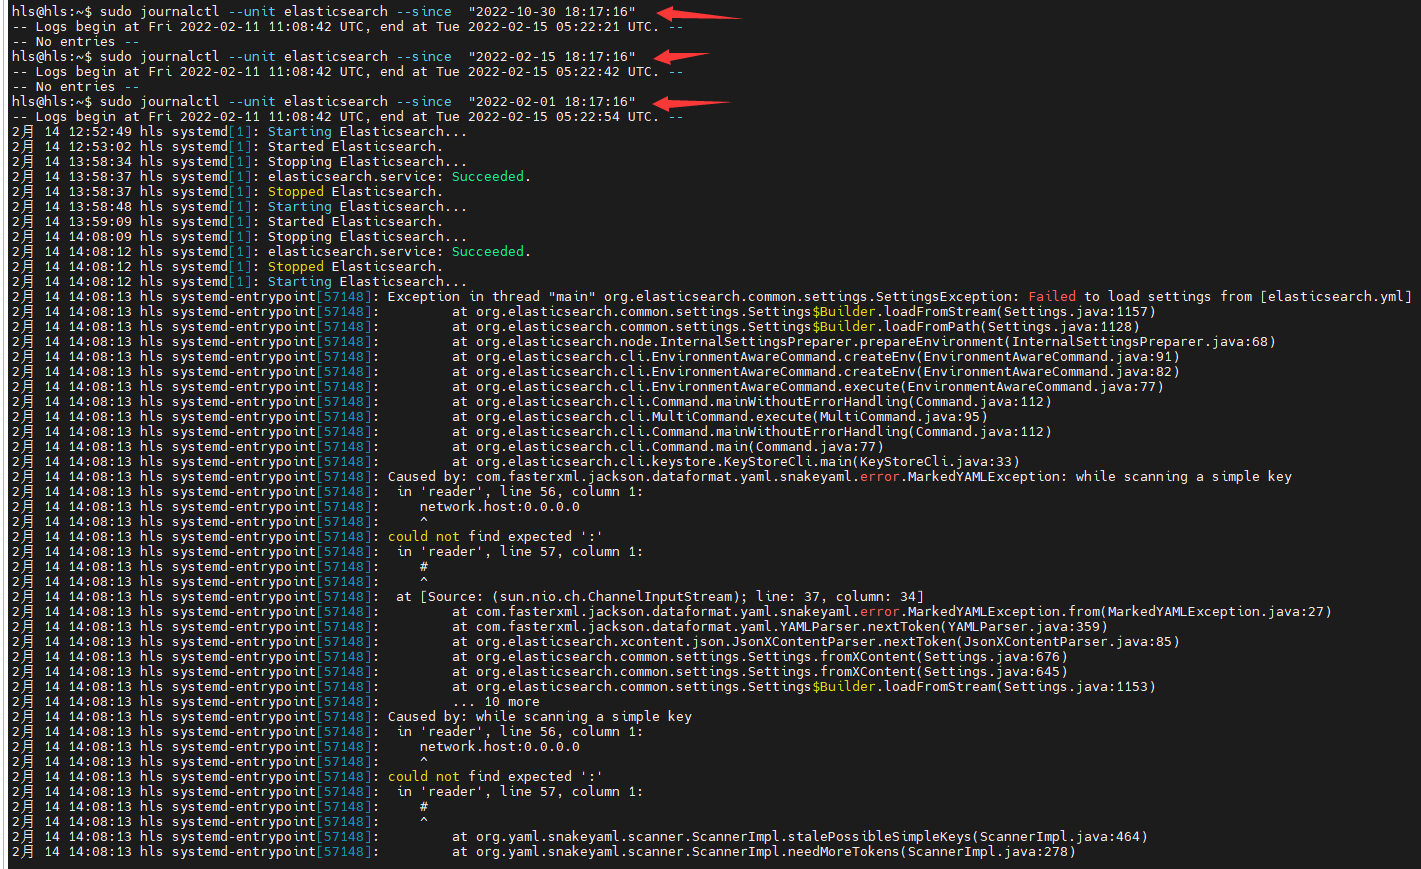 hls@hls:~$ sudo journalctl --unit elasticsearch --since  "2022-10-30 18:17:16"
-- Logs begin at Fri 2022-02-11 11:08:42 UTC, end at Tue 2022-02-15 05:22:21 UTC. --
-- No entries --
hls@hls:~$ sudo journalctl --unit elasticsearch --since  "2022-02-15 18:17:16"
-- Logs begin at Fri 2022-02-11 11:08:42 UTC, end at Tue 2022-02-15 05:22:42 UTC. --
-- No entries --
hls@hls:~$ sudo journalctl --unit elasticsearch --since  "2022-02-01 18:17:16"
-- Logs begin at Fri 2022-02-11 11:08:42 UTC, end at Tue 2022-02-15 05:22:54 UTC. --
2月 14 12:52:49 hls systemd[1]: Starting Elasticsearch...
2月 14 12:53:02 hls systemd[1]: Started Elasticsearch.
2月 14 13:58:34 hls systemd[1]: Stopping Elasticsearch...
2月 14 13:58:37 hls systemd[1]: elasticsearch.service: Succeeded.
2月 14 13:58:37 hls systemd[1]: Stopped Elasticsearch.
2月 14 13:58:48 hls systemd[1]: Starting Elasticsearch...
2月 14 13:59:09 hls systemd[1]: Started Elasticsearch.
2月 14 14:08:09 hls systemd[1]: Stopping Elasticsearch...
2月 14 14:08:12 hls systemd[1]: elasticsearch.service: Succeeded.
2月 14 14:08:12 hls systemd[1]: Stopped Elasticsearch.
2月 14 14:08:12 hls systemd[1]: Starting Elasticsearch...
2月 14 14:08:13 hls systemd-entrypoint[57148]: Exception in thread "main" org.elasticsearch.common.settings.SettingsException: Failed to load settings from [elasticsearch.yml]
2月 14 14:08:13 hls systemd-entrypoint[57148]:         at org.elasticsearch.common.settings.Settings$Builder.loadFromStream(Settings.java:1157)
2月 14 14:08:13 hls systemd-entrypoint[57148]:         at org.elasticsearch.common.settings.Settings$Builder.loadFromPath(Settings.java:1128)
2月 14 14:08:13 hls systemd-entrypoint[57148]:         at org.elasticsearch.node.InternalSettingsPreparer.prepareEnvironment(InternalSettingsPreparer.java:68)
2月 14 14:08:13 hls systemd-entrypoint[57148]:         at org.elasticsearch.cli.EnvironmentAwareCommand.createEnv(EnvironmentAwareCommand.java:91)
2月 14 14:08:13 hls systemd-entrypoint[57148]:         at org.elasticsearch.cli.EnvironmentAwareCommand.createEnv(EnvironmentAwareCommand.java:82)
2月 14 14:08:13 hls systemd-entrypoint[57148]:         at org.elasticsearch.cli.EnvironmentAwareCommand.execute(EnvironmentAwareCommand.java:77)
2月 14 14:08:13 hls systemd-entrypoint[57148]:         at org.elasticsearch.cli.Command.mainWithoutErrorHandling(Command.java:112)
2月 14 14:08:13 hls systemd-entrypoint[57148]:         at org.elasticsearch.cli.MultiCommand.execute(MultiCommand.java:95)
2月 14 14:08:13 hls systemd-entrypoint[57148]:         at org.elasticsearch.cli.Command.mainWithoutErrorHandling(Command.java:112)
2月 14 14:08:13 hls systemd-entrypoint[57148]:         at org.elasticsearch.cli.Command.main(Command.java:77)
2月 14 14:08:13 hls systemd-entrypoint[57148]:         at org.elasticsearch.cli.keystore.KeyStoreCli.main(KeyStoreCli.java:33)
2月 14 14:08:13 hls systemd-entrypoint[57148]: Caused by: com.fasterxml.jackson.dataformat.yaml.snakeyaml.error.MarkedYAMLException: while scanning a simple key
2月 14 14:08:13 hls systemd-entrypoint[57148]:  in 'reader', line 56, column 1:
2月 14 14:08:13 hls systemd-entrypoint[57148]:     network.host:0.0.0.0
2月 14 14:08:13 hls systemd-entrypoint[57148]:     ^
2月 14 14:08:13 hls systemd-entrypoint[57148]: could not find expected ':'
2月 14 14:08:13 hls systemd-entrypoint[57148]:  in 'reader', line 57, column 1:
2月 14 14:08:13 hls systemd-entrypoint[57148]:     #
2月 14 14:08:13 hls systemd-entrypoint[57148]:     ^
2月 14 14:08:13 hls systemd-entrypoint[57148]:  at [Source: (sun.nio.ch.ChannelInputStream); line: 37, column: 34]
2月 14 14:08:13 hls systemd-entrypoint[57148]:         at com.fasterxml.jackson.dataformat.yaml.snakeyaml.error.MarkedYAMLException.from(MarkedYAMLException.java:27)
2月 14 14:08:13 hls systemd-entrypoint[57148]:         at com.fasterxml.jackson.dataformat.yaml.YAMLParser.nextToken(YAMLParser.java:359)
2月 14 14:08:13 hls systemd-entrypoint[57148]:         at org.elasticsearch.xcontent.json.JsonXContentParser.nextToken(JsonXContentParser.java:85)
2月 14 14:08:13 hls systemd-entrypoint[57148]:         at org.elasticsearch.common.settings.Settings.fromXContent(Settings.java:676)
2月 14 14:08:13 hls systemd-entrypoint[57148]:         at org.elasticsearch.common.settings.Settings.fromXContent(Settings.java:645)
2月 14 14:08:13 hls systemd-entrypoint[57148]:         at org.elasticsearch.common.settings.Settings$Builder.loadFromStream(Settings.java:1153)
2月 14 14:08:13 hls systemd-entrypoint[57148]:         ... 10 more
2月 14 14:08:13 hls systemd-entrypoint[57148]: Caused by: while scanning a simple key
2月 14 14:08:13 hls systemd-entrypoint[57148]:  in 'reader', line 56, column 1:
2月 14 14:08:13 hls systemd-entrypoint[57148]:     network.host:0.0.0.0
2月 14 14:08:13 hls systemd-entrypoint[57148]:     ^
2月 14 14:08:13 hls systemd-entrypoint[57148]: could not find expected ':'
2月 14 14:08:13 hls systemd-entrypoint[57148]:  in 'reader', line 57, column 1:
2月 14 14:08:13 hls systemd-entrypoint[57148]:     #
2月 14 14:08:13 hls systemd-entrypoint[57148]:     ^
2月 14 14:08:13 hls systemd-entrypoint[57148]:         at org.yaml.snakeyaml.scanner.ScannerImpl.stalePossibleSimpleKeys(ScannerImpl.java:464)
2月 14 14:08:13 hls systemd-entrypoint[57148]:         at org.yaml.snakeyaml.scanner.ScannerImpl.needMoreTokens(ScannerImpl.java:278)